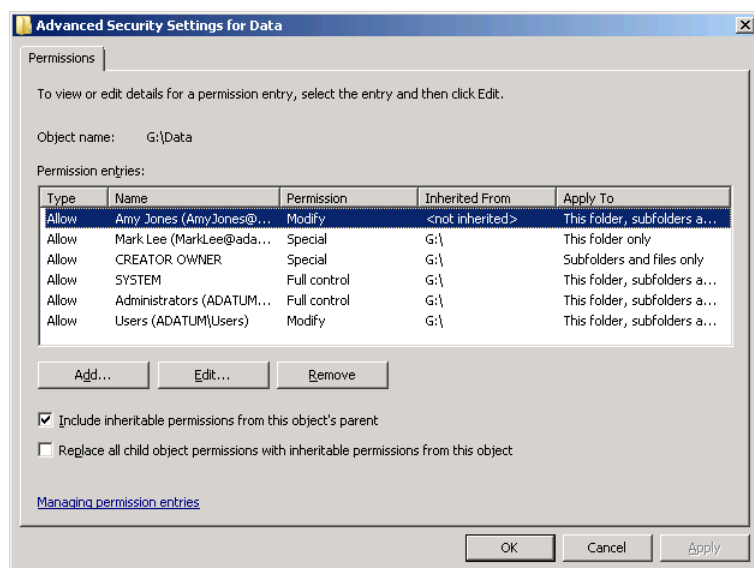 Advanced Security Settings for Data
Permissions
To view or edit details for a permission entry, select the entry and then click Edit.
Object name: G:\Data
Permission entries:
Type Name Permission Inherited From Apply To
Allow Amy Jones (AmyJones@... Modify <not inherited> This folder, subfolders a...
Allow Mark Lee (MarkLee@ada... Special G:\ This folder only
Allow CREATOR OWNER Special G:\ Subfolders and files only
Allow SYSTEM Full control G:\ This folder, subfolders a...
Allow Administrators (ADATUM... Full control G:\ This folder, subfolders a...
Allow Users (ADATUM\Users) Modify G:\ This folder, subfolders a...
Add... Edit... Remove
Include inheritable permissions from this object's parent
Replace all child object permissions with inheritable permissions from this object
Managing permission entries
OK Cancel Apply